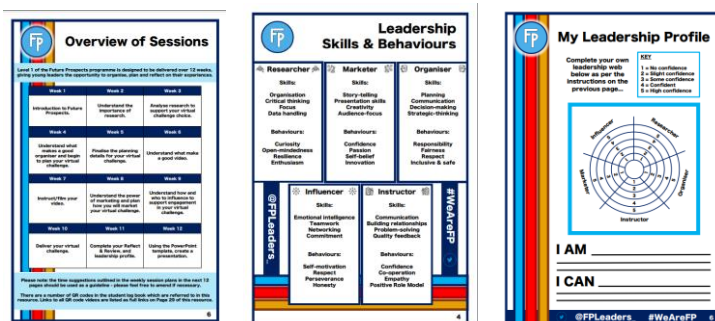 FP
Overview of Sessions
Level 1 of the Future Prospects programme is designed to be delivered over 12 weeks,
giving young leaders the opportunity to organise, plan and reflect on their experiences.
Week 1
Week 2
Week 3
Introduction to Future
Prospects.
Understand the
importance of
research.
Analyse research to
support your virtual
challenge choice.
Week 4
Week 5
Week 6
Understand what
makes a good
organiser and begin
to plan your virtual
challenge.
Finalise the planning
details for your virtual
challenge.
Understand what make
a good video.
Week 7
Week 8
Week 9
Instruct/film your
video.
Understand the power
of marketing and plan
how you will market
your virtual challenge.
Understand how and
who to influence to
support engagement
in your virtual
challenge.
Week 10
Week 11
Week 12
Deliver your virtual
challenge.
Complete your Reflect
& Review, and
leadership profile.
Using the PowerPoint
template, create a
presentation.
Please note the time suggestions outlined in the weekly session plans in the next 12
pages should be used as a guideline - please feel free to amend if necessary.
There are a number of QR codes in the student log book which are referred to in this
resource. Links to all QR code videos are listed as full links on Page 29 of this resource.
6
FP
Leadership
Skills & Behaviours
Researcher
Skills:
Organisation
Critical thinking
Focus
Data handling
Behaviours:
Curiosity
Open-mindedness
Resilience
Enthusiasm
Marketer
Skills:
Story-telling
Presentation skills
Creativity
Audience-focus
Behaviours:
Confidence
Passion
Self-belief
Innovation
Organiser
Skills:
Planning
Communication
Decision-making
Strategic-thinking
Behaviours:
Responsibility
Fairness
Respect
Inclusive & safe
@FPLeaders_
Influencer
Skills:
Emotional intelligence
Teamwork
Networking
Commitment
Behaviours:
Self-motivation
Respect
Perseverance
Honesty
Instructor
Skills:
Communication
Building relationships
Problem-solving
Quality feedback
Behaviours:
Confidence
Co-operation
Empathy
Positive Role Model
#WeAreFP
4
FP
My Leadership Profile
Complete your own
leadership web
below as per the
instructions on the
previous page...
KEY
1 = No confidence
2 = Slight confidence
3 = Some confidence
4 = Confident
5 = High confidence
Influencer
Researcher
Marketer
Organiser
Instructor
I AM
I CAN
@FPLeaders #WeAreFP
6